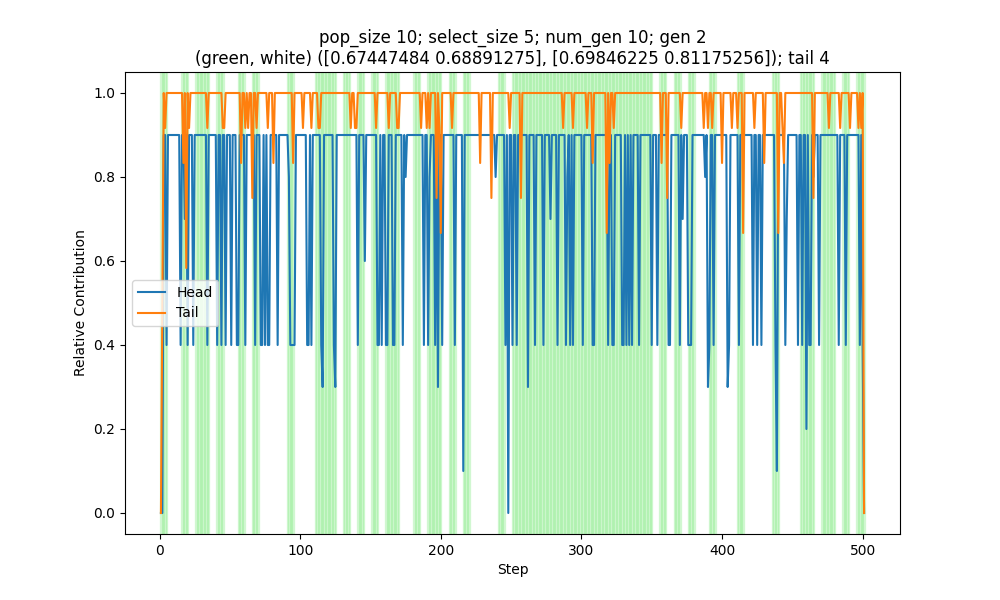 pop_size 10; select_size 5; num_gen 10; gen 2
(green, white) ([0.67447484 0.68891275], [0.69846225 0.81175256]); tail 4
1.0
0.8
0.6
0.4
0.2
0.0
Relative Contribution
Head
Tail
0
100
200
300
400
500
Step